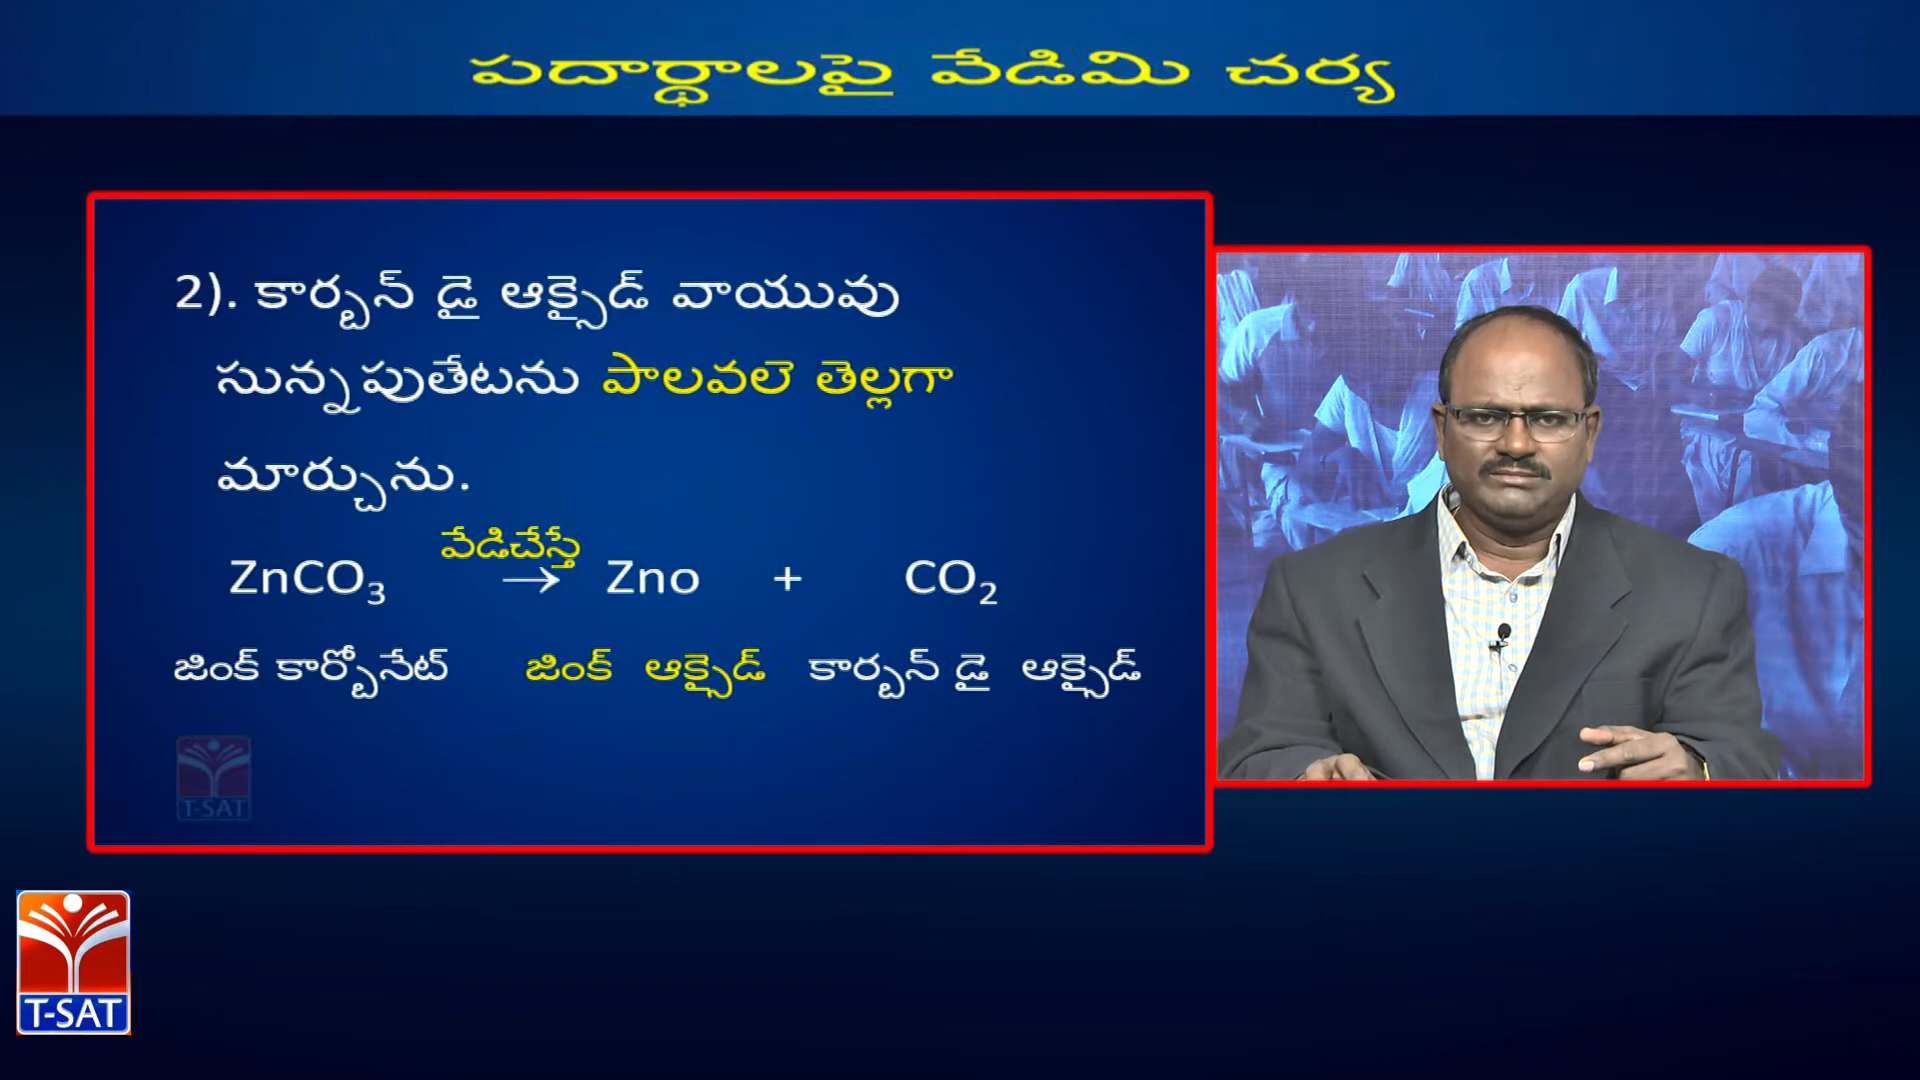 పదార్థాలపై వేడిమి చర్య
2). కార్బన్ డై ఆక్సైడ్ వాయువు
సున్నపుతేటను పాలవలె తెల్లగా
మార్చును.
వేడిచేస్తే
ZnCO₃ → Zno + CO₂
జింక్ కార్బోనేట్ జింక్ ఆక్సైడ్ కార్బన్ డై ఆక్సైడ్
T-SAT
T-SAT